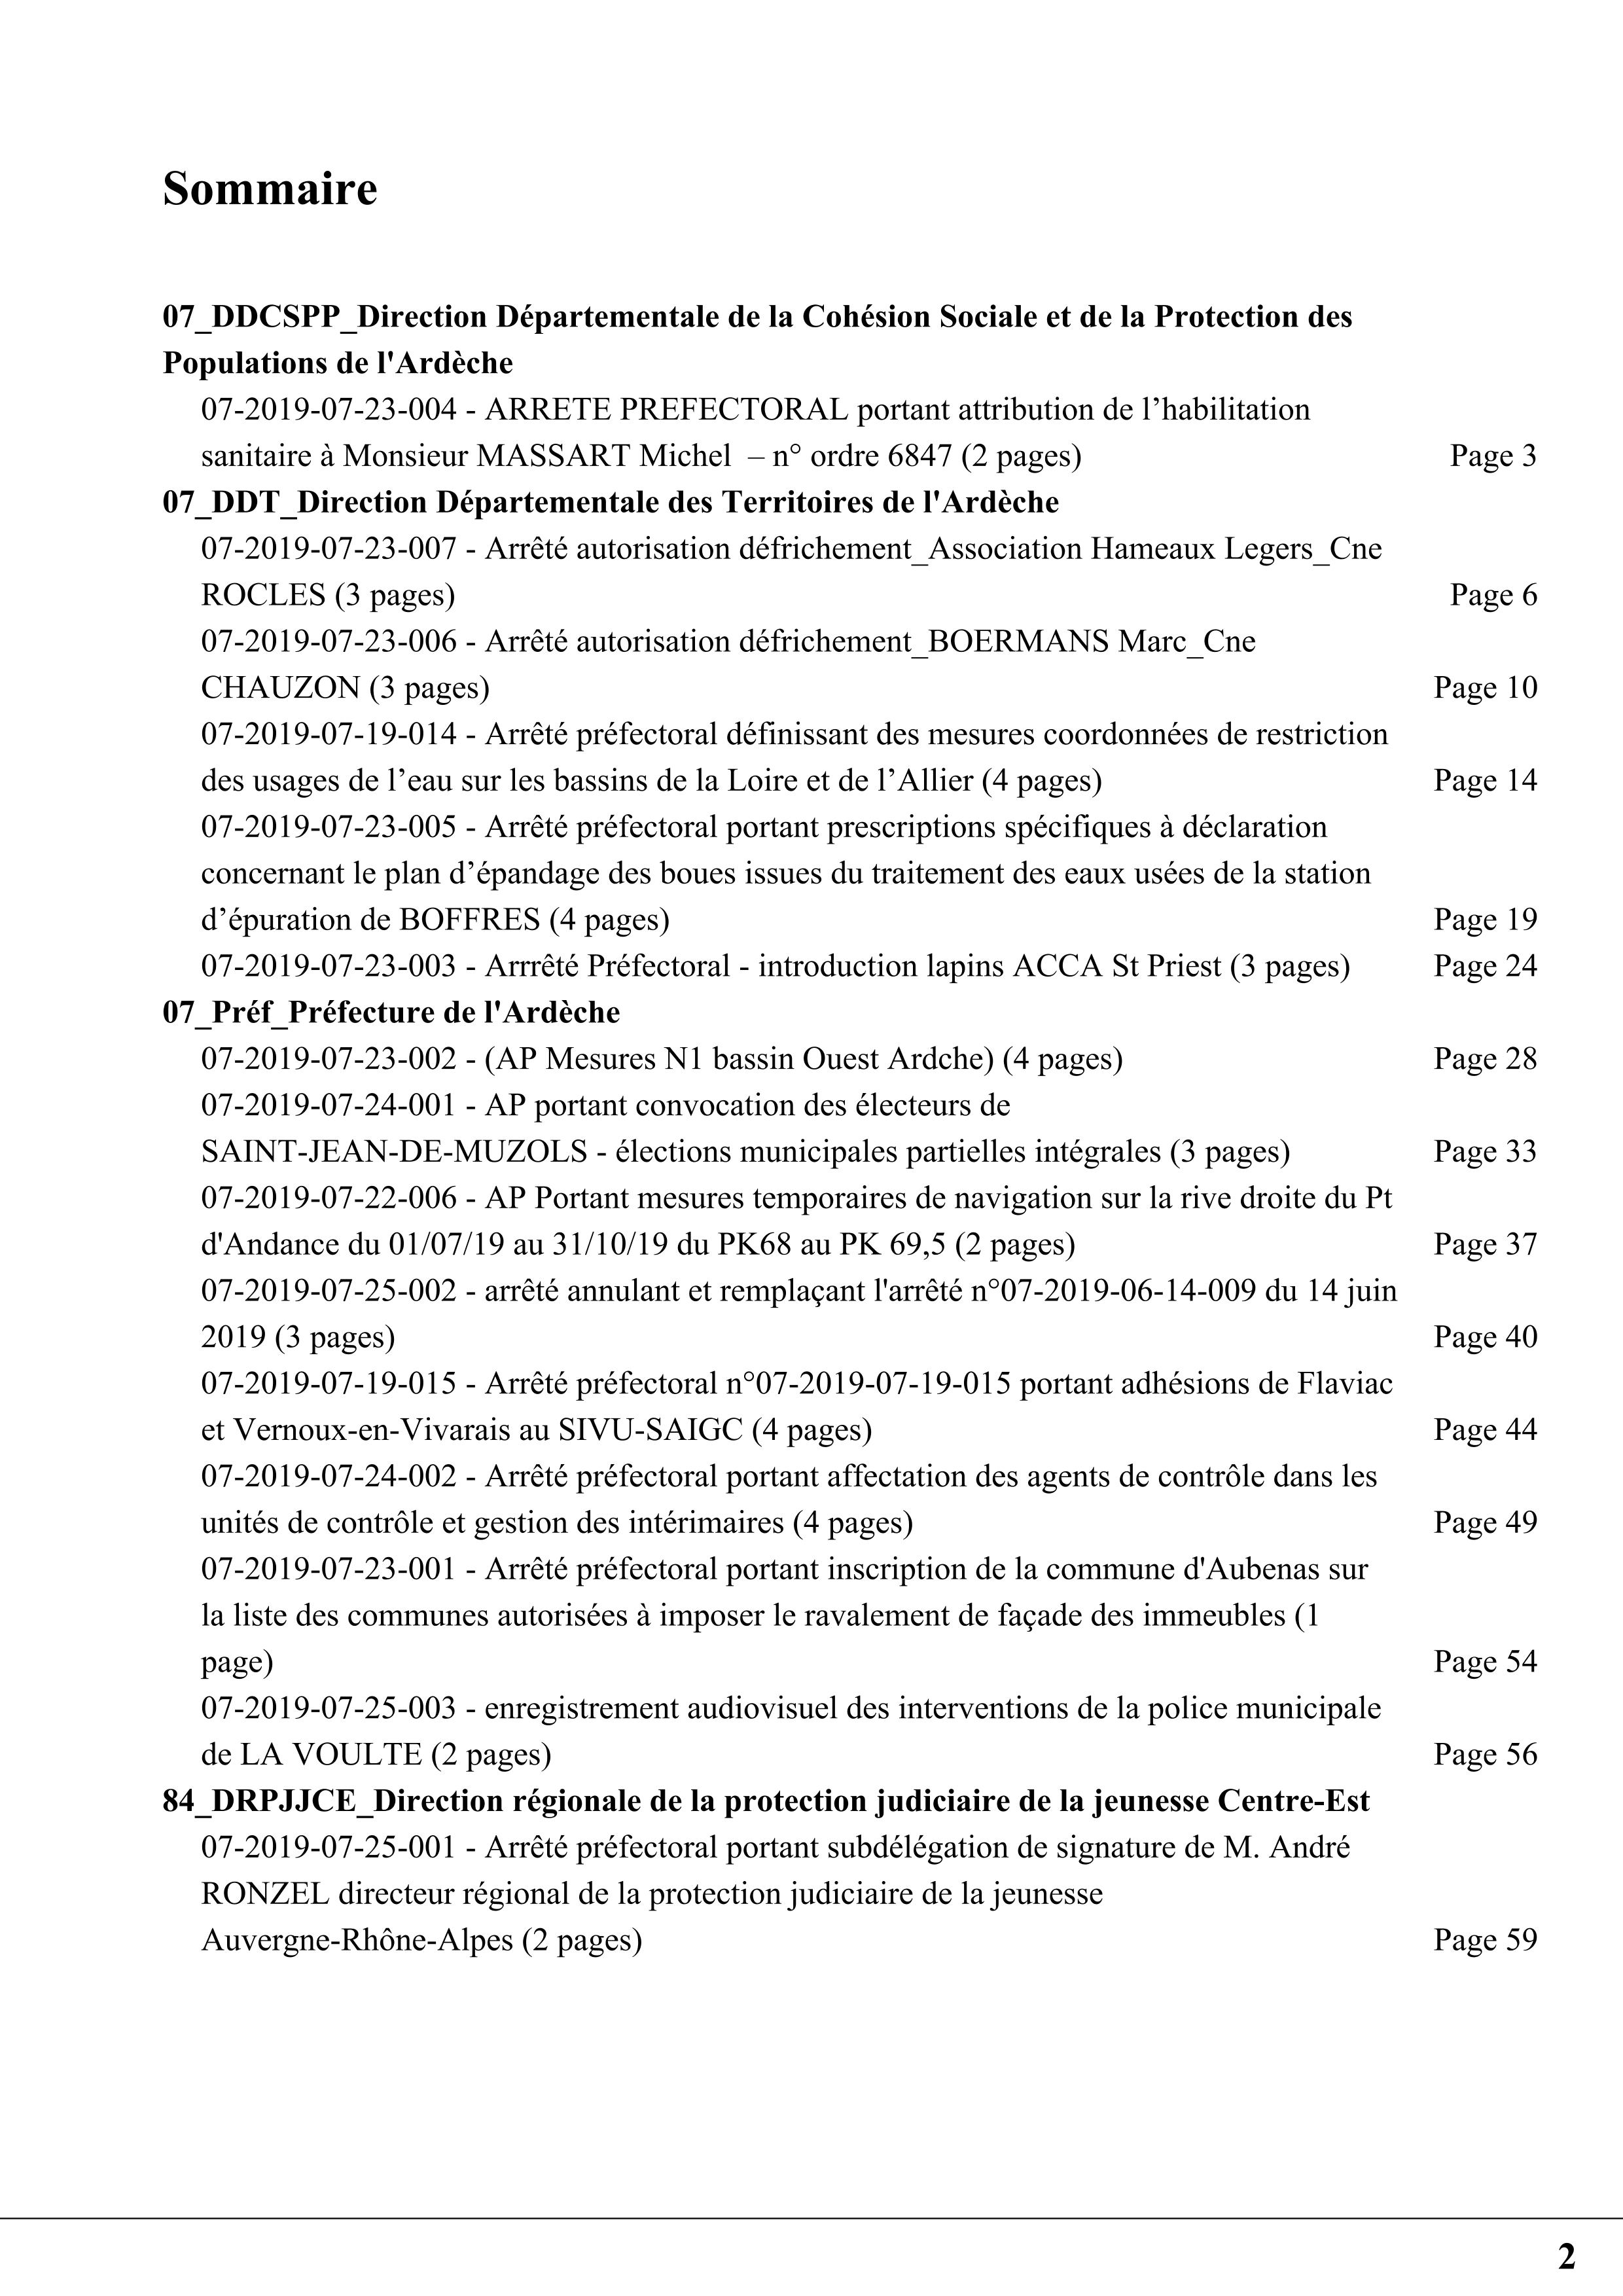 Sommaire
07_DDCSPP_Direction Départementale de la Cohésion Sociale et de la Protection des
Populations de l'Ardèche
07-2019-07-23-004 - ARRETE PREFECTORAL portant attribution de l’habilitation
sanitaire à Monsieur MASSART Michel  – n° ordre 6847 (2 pages) Page 3
07_DDT_Direction Départementale des Territoires de l'Ardèche
07-2019-07-23-007 - Arrêté autorisation défrichement_Association Hameaux Legers_Cne
ROCLES (3 pages) Page 6
07-2019-07-23-006 - Arrêté autorisation défrichement_BOERMANS Marc_Cne
CHAUZON (3 pages) Page 10
07-2019-07-19-014 - Arrêté préfectoral définissant des mesures coordonnées de restriction
des usages de l’eau sur les bassins de la Loire et de l’Allier (4 pages) Page 14
07-2019-07-23-005 - Arrêté préfectoral portant prescriptions spécifiques à déclaration
concernant le plan d’épandage des boues issues du traitement des eaux usées de la station
d’épuration de BOFFRES (4 pages) Page 19
07-2019-07-23-003 - Arrrêté Préfectoral - introduction lapins ACCA St Priest (3 pages) Page 24
07_Préf_Préfecture de l'Ardèche
07-2019-07-23-002 - (AP Mesures N1 bassin Ouest Ardche) (4 pages) Page 28
07-2019-07-24-001 - AP portant convocation des électeurs de
SAINT-JEAN-DE-MUZOLS - élections municipales partielles intégrales (3 pages) Page 33
07-2019-07-22-006 - AP Portant mesures temporaires de navigation sur la rive droite du Pt
d'Andance du 01/07/19 au 31/10/19 du PK68 au PK 69,5 (2 pages) Page 37
07-2019-07-25-002 - arrêté annulant et remplaçant l'arrêté n°07-2019-06-14-009 du 14 juin
2019 (3 pages) Page 40
07-2019-07-19-015 - Arrêté préfectoral n°07-2019-07-19-015 portant adhésions de Flaviac
et Vernoux-en-Vivarais au SIVU-SAIGC (4 pages) Page 44
07-2019-07-24-002 - Arrêté préfectoral portant affectation des agents de contrôle dans les
unités de contrôle et gestion des intérimaires (4 pages) Page 49
07-2019-07-23-001 - Arrêté préfectoral portant inscription de la commune d'Aubenas sur
la liste des communes autorisées à imposer le ravalement de façade des immeubles (1
page) Page 54
07-2019-07-25-003 - enregistrement audiovisuel des interventions de la police municipale
de LA VOULTE (2 pages) Page 56
84_DRPJJCE_Direction régionale de la protection judiciaire de la jeunesse Centre-Est
07-2019-07-25-001 - Arrêté préfectoral portant subdélégation de signature de M. André
RONZEL directeur régional de la protection judiciaire de la jeunesse
Auvergne-Rhône-Alpes (2 pages) Page 59
2